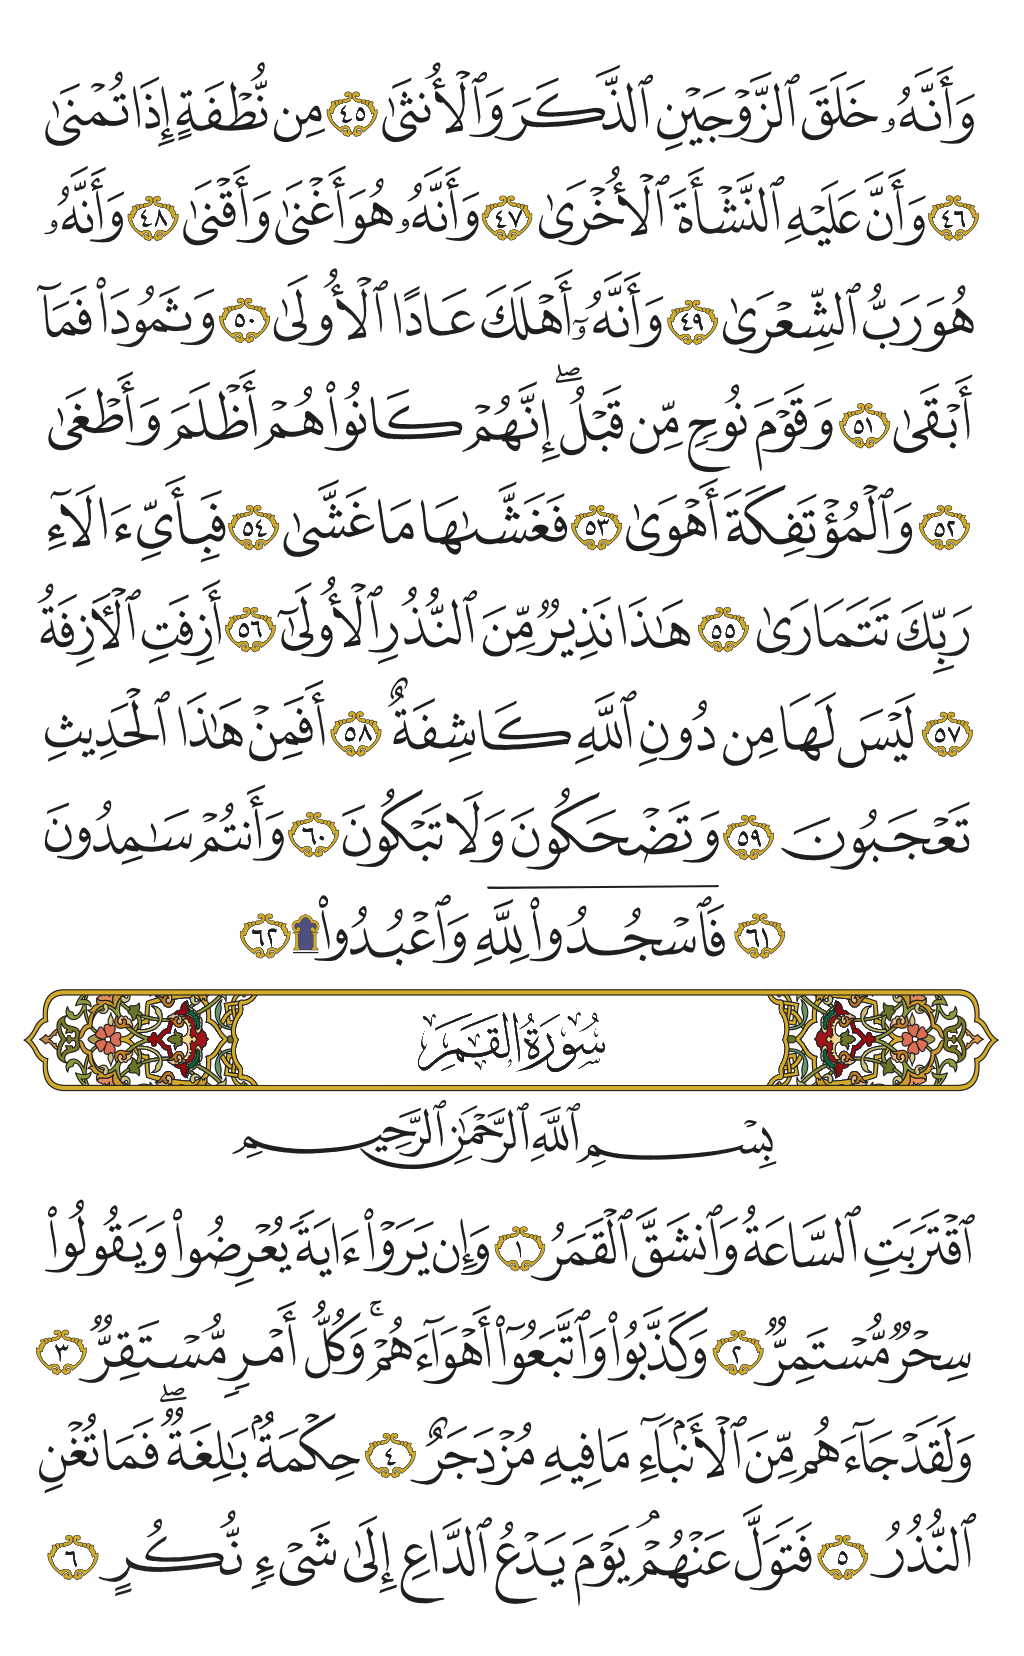 وَأَنَّهُۥ خَلَقَ ٱلزَّوۡجَيۡنِ ٱلذَّكَرَ وَٱلۡأُنثَىٰ ٤٥ مِن نُّطۡفَةٍ إِذَا تُمۡنَىٰ
٤٦ وَأَنَّ عَلَيۡهِ ٱلنَّشۡأَةَ ٱلۡأُخۡرَىٰ ٤٧ وَأَنَّهُۥ هُوَ أَغۡنَىٰ وَأَقۡنَىٰ ٤٨ وَأَنَّهُۥ
هُوَ رَبُّ ٱلشِّعۡرَىٰ ٤٩ وَأَنَّهُۥٓ أَهۡلَكَ عَادًا ٱلۡأُولَىٰ ٥٠ وَثَمُودَاْ فَمَآ
أَبۡقَىٰ ٥١ وَقَوۡمَ نُوحٖ مِّن قَبۡلُۖ إِنَّهُمۡ كَانُواْ هُمۡ أَظۡلَمَ وَأَطۡغَىٰ
٥٢ وَٱلۡمُؤۡتَفِكَةَ أَهۡوَىٰ ٥٣ فَغَشَّىٰهَا مَا غَشَّىٰ ٥٤ فَبِأَيِّ ءَالَآءِ
رَبِّكَ تَتَمَارَىٰ ٥٥ هَٰذَا نَذِيرٞ مِّنَ ٱلنُّذُرِ ٱلۡأُولَىٰٓ ٥٦ أَزِفَتِ ٱلۡأٓزِفَةُ
٥٧ لَيۡسَ لَهَا مِن دُونِ ٱللَّهِ كَاشِفَةٌ ٥٨ أَفَمِنۡ هَٰذَا ٱلۡحَدِيثِ
تَعۡجَبُونَ ٥٩ وَتَضۡحَكُونَ وَلَا تَبۡكُونَ ٦٠ وَأَنتُمۡ سَٰمِدُونَ
٦١ فَٱسۡجُدُواْۤ لِلَّهِۤ وَٱعۡبُدُواْ۩ ٦٢
سُورَةُ القَمَرِ
بِسۡمِ ٱللَّهِ ٱلرَّحۡمَٰنِ ٱلرَّحِيمِ
ٱقۡتَرَبَتِ ٱلسَّاعَةُ وَٱنشَقَّ ٱلۡقَمَرُ ١ وَإِن يَرَوۡاْ ءَايَةٗ يُعۡرِضُواْ وَيَقُولُواْ
سِحۡرٞ مُّسۡتَمِرّٞ ٢ وَكَذَّبُواْ وَٱتَّبَعُوٓاْ أَهۡوَآءَهُمۡۚ وَكُلُّ أَمۡرٖ مُّسۡتَقِرّٞ ٣
وَلَقَدۡ جَآءَهُم مِّنَ ٱلۡأَنۢبَآءِ مَا فِيهِ مُزۡدَجَرٌ ٤ حِكۡمَةُۢ بَٰلِغَةٞۖ فَمَا تُغۡنِ
ٱلنُّذُرُ ٥ فَتَوَلَّ عَنۡهُمۡۘ يَوۡمَ يَدۡعُ ٱلدَّاعِ إِلَىٰ شَيۡءٖ نُّكُرٍ ٦